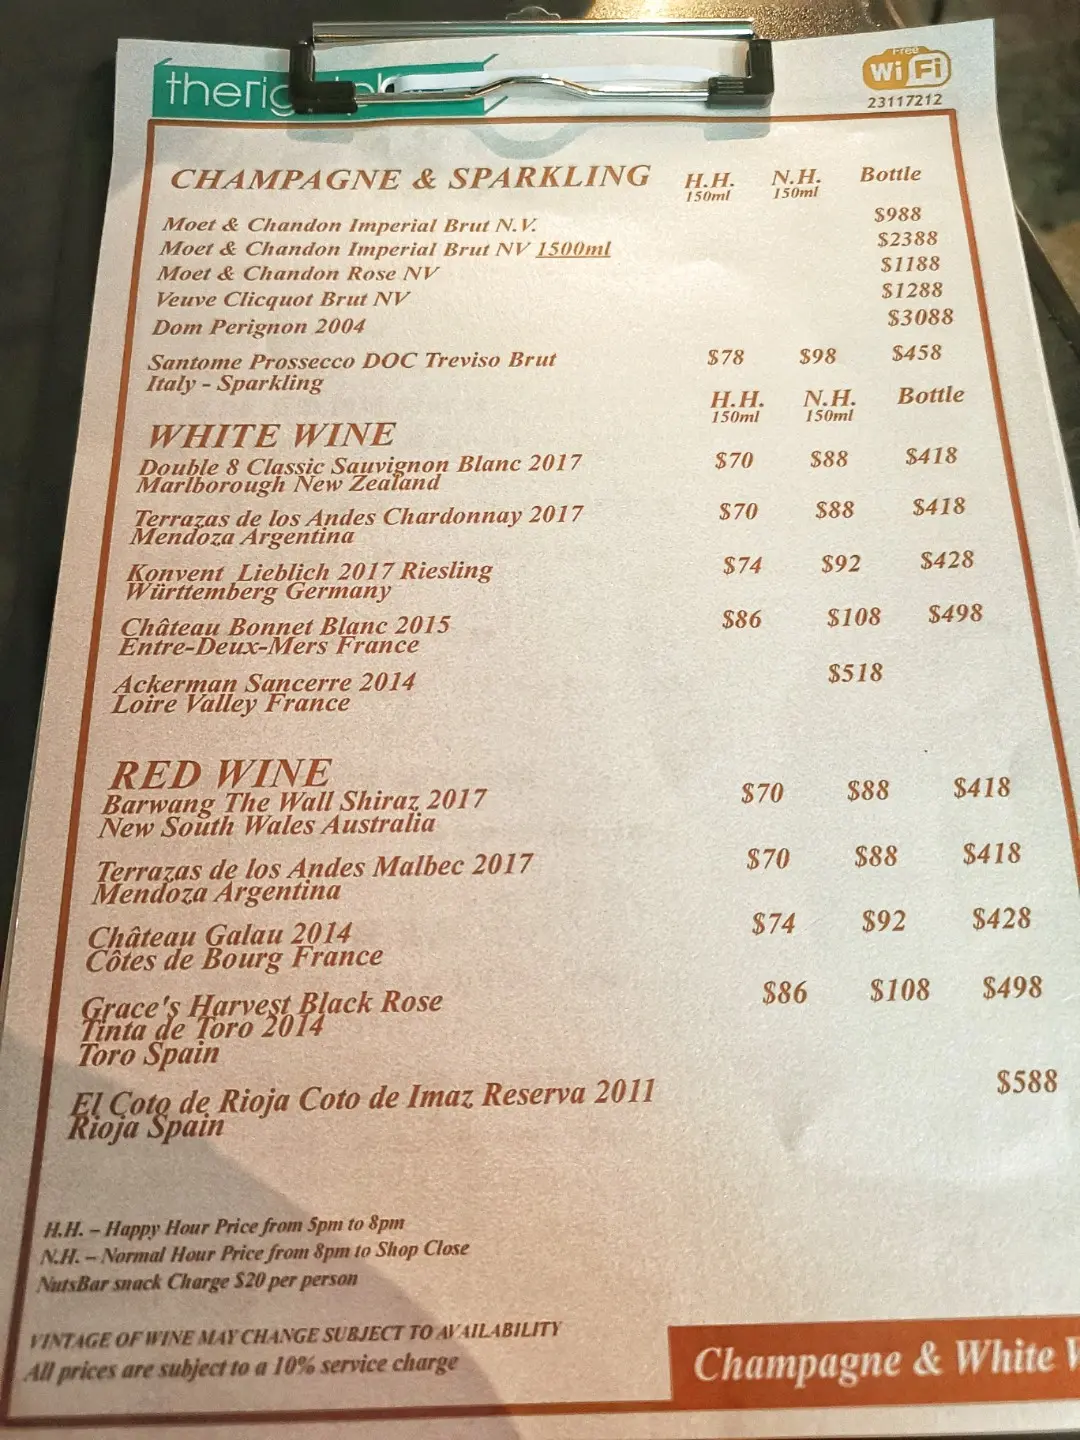 Free
WiFi
23117212
CHAMPAGNE & SPARKLING H.H. N.H. Bottle
150ml 150ml
Moet & Chandon Imperial Brut N.V. $988
Moet & Chandon Imperial Brut NV 1500ml $2388
Moet & Chandon Rose NV $1188
Veuve Clicquot Brut NV $1288
Dom Perignon 2004 $3088
Santome Prossecco DOC Treviso Brut $78 $98 $458
Italy - Sparkling
H.H. N.H. Bottle
150ml 150ml
WHITE WINE
Double 8 Classic Sauvignon Blanc 2017 $70 $88 $418
Marlborough New Zealand
Terrazas de los Andes Chardonnay 2017 $70 $88 $418
Mendoza Argentina
Konvent Lieblich 2017 Riesling $74 $92 $428
Württemberg Germany
Château Bonnet Blanc 2015 $86 $108 $498
Entre-Deux-Mers France
Ackerman Sancerre 2014 $518
Loire Valley France
RED WINE
Barwang The Wall Shiraz 2017 $70 $88 $418
New South Wales Australia
Terrazas de los Andes Malbec 2017 $70 $88 $418
Mendoza Argentina
Château Galau 2014 $74 $92 $428
Côtes de Bourg France
Grace's Harvest Black Rose $86 $108 $498
Tinta de Toro 2014
Toro Spain
El Coto de Rioja Coto de Imaz Reserva 2011 $588
Rioja Spain
H.H. – Happy Hour Price from 5pm to 8pm
N.H. – Normal Hour Price from 8pm to Shop Close
NutsBar snack Charge $20 per person
VINTAGE OF WINE MAY CHANGE SUBJECT TO AVAILABILITY
All prices are subject to a 10% service charge
Champagne & White